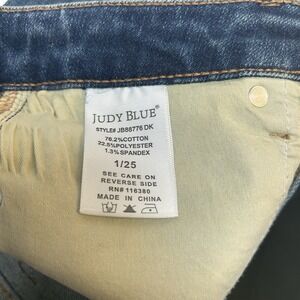 JUDY BLUE
STYLE# JB88776 DK
76.2%COTTON
22.5%POLYESTER
1.3%SPANDEX
1/25
SEE CARE ON
REVERSE SIDE
RN# 116380
MADE IN CHINA